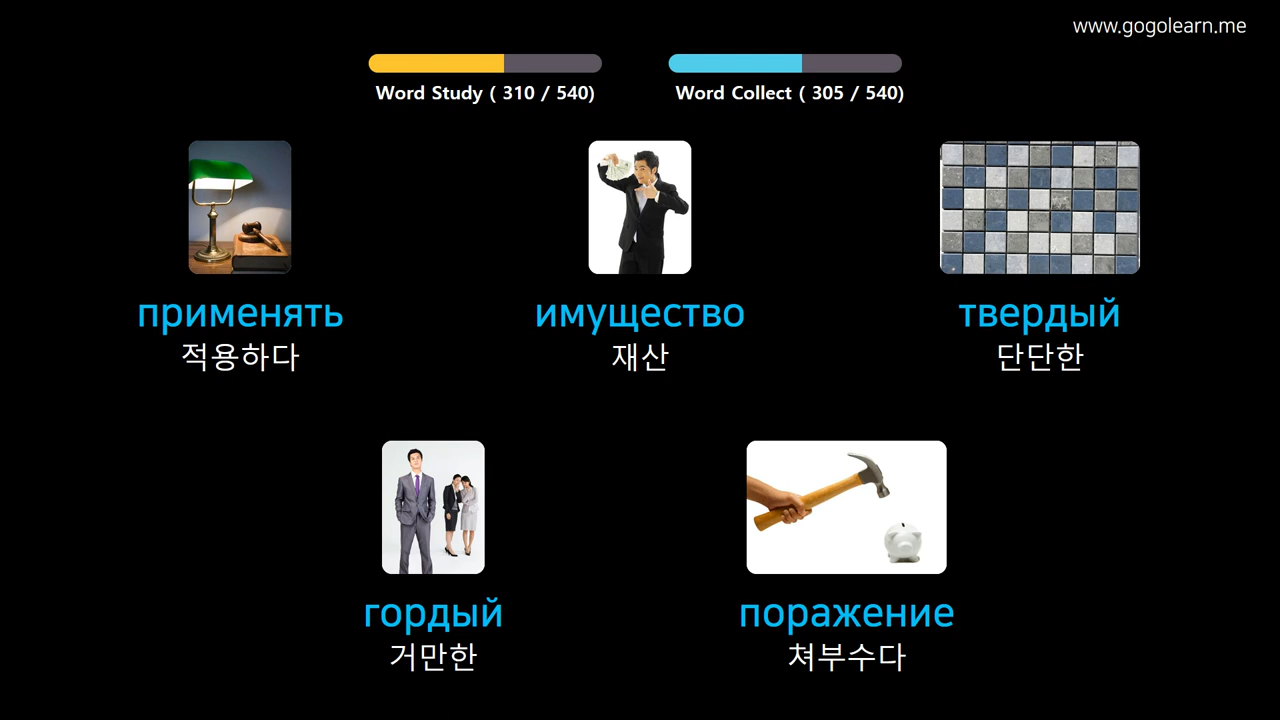 www.gogolearn.me
Word Study ( 310 / 540)
Word Collect ( 305 / 540)
применять
적용하다
имущество
재산
твердый
단단한
гордый
거만한
поражение
쳐부수다